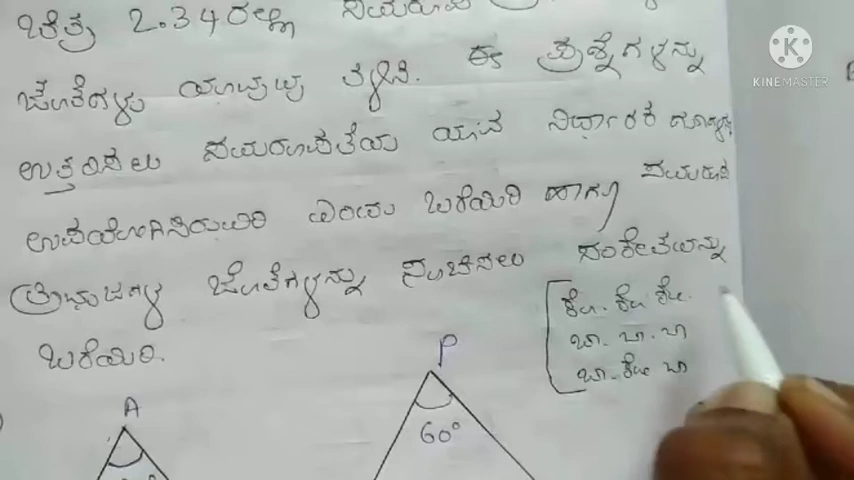 ಚಿತ್ರ 2.34 ರಲ್ಲಿ ಸಮರೂಪ
ಜೊತೆಗಳು ಯಾವುವು ತಿಳಿಸಿ. ಈ ಪ್ರಶ್ನೆಗಳನ್ನು
ಉತ್ತರಿಸಲು ಸಮರೂಪತೆಯ ಯಾವ ನಿರ್ಧಾರಕ ಗುಣ
ಉಪಯೋಗಿಸಿರುವಿರಿ ಎಂದು ಬರೆಯಿರಿ ಹಾಗೂ ಸಮರೂಪ
ತ್ರಿಭುಜಗಳ ಜೊತೆಗಳನ್ನು ಸೂಚಿಸಲು ಸಂಕೇತವನ್ನು
ಬರೆಯಿರಿ.
ಕೋ. ಕೋ ಕೋ.
ಬಾ. ಬಾ. ಬಾ
ಬಾ. ಕೋ ಬಾ
A
P
60°
KINEMASTER